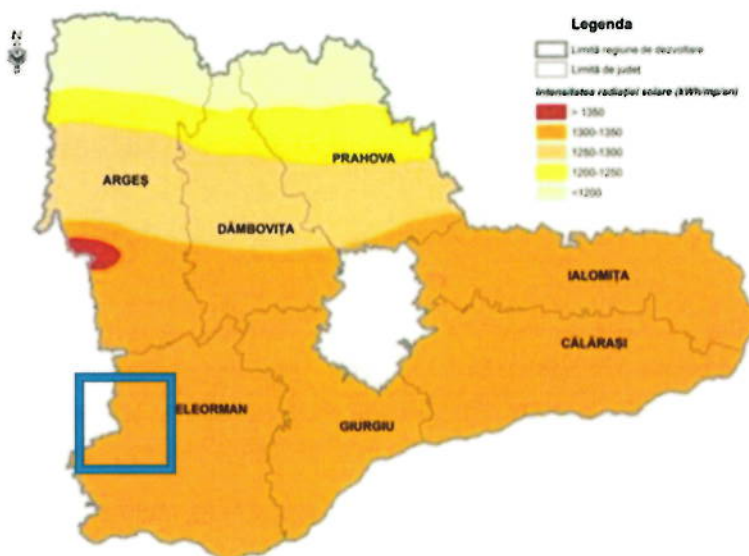 N
Legenda
Limită regiune de dezvoltare
Limită de județ
Intensitatea radiației solare (kWh/mp/an)
> 1350
1300-1350
1250-1300
1200-1250
<1200
PRAHOVA
ARGEȘ
DÂMBOVIȚA
IALOMIȚA
CĂLĂRAȘI
ELEORMAN
GIURGIU